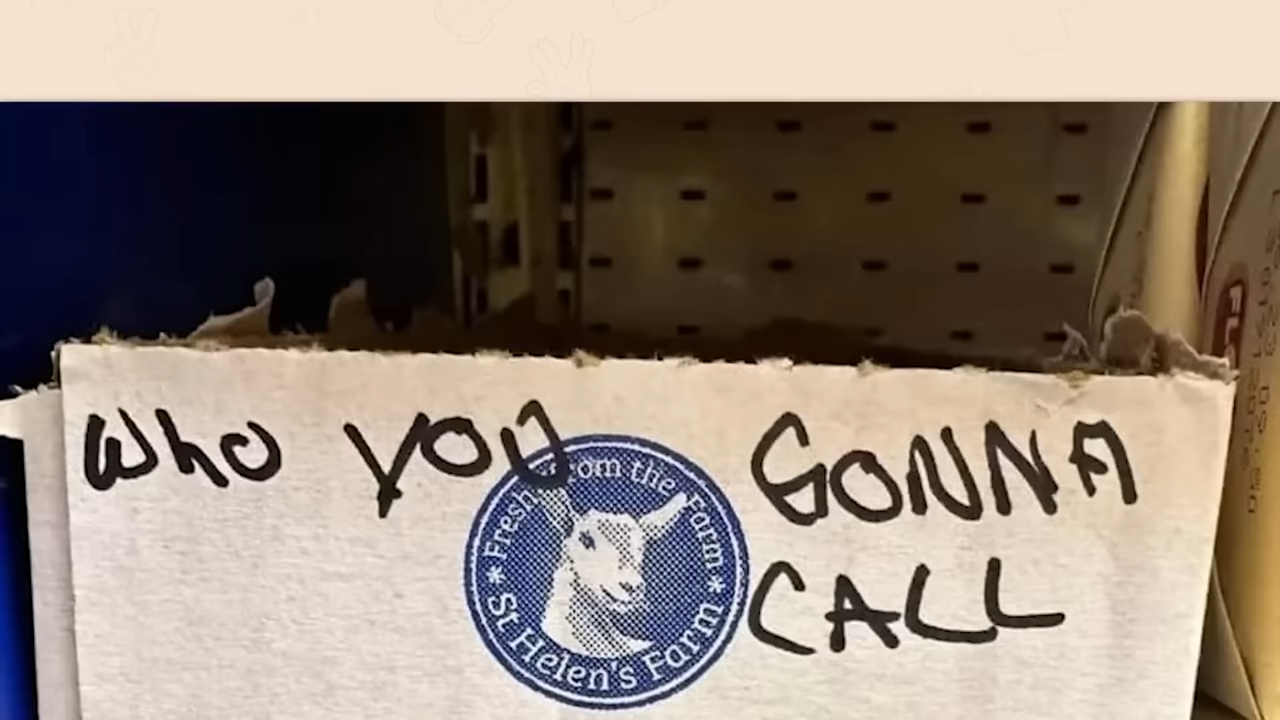 Who YOU GONNA
CALL
Fresh from the Farm
* St Helen's Farm *